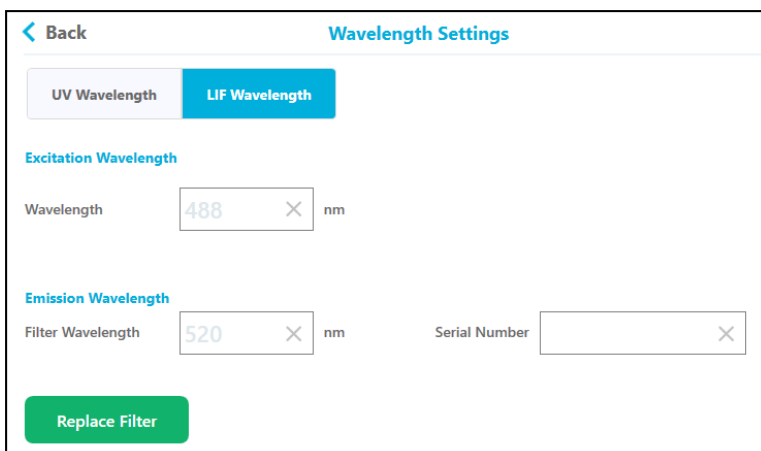 Back
Wavelength Settings
UV Wavelength
LIF Wavelength
Excitation Wavelength
Wavelength 488 nm
Emission Wavelength
Filter Wavelength 520 nm Serial Number
Replace Filter